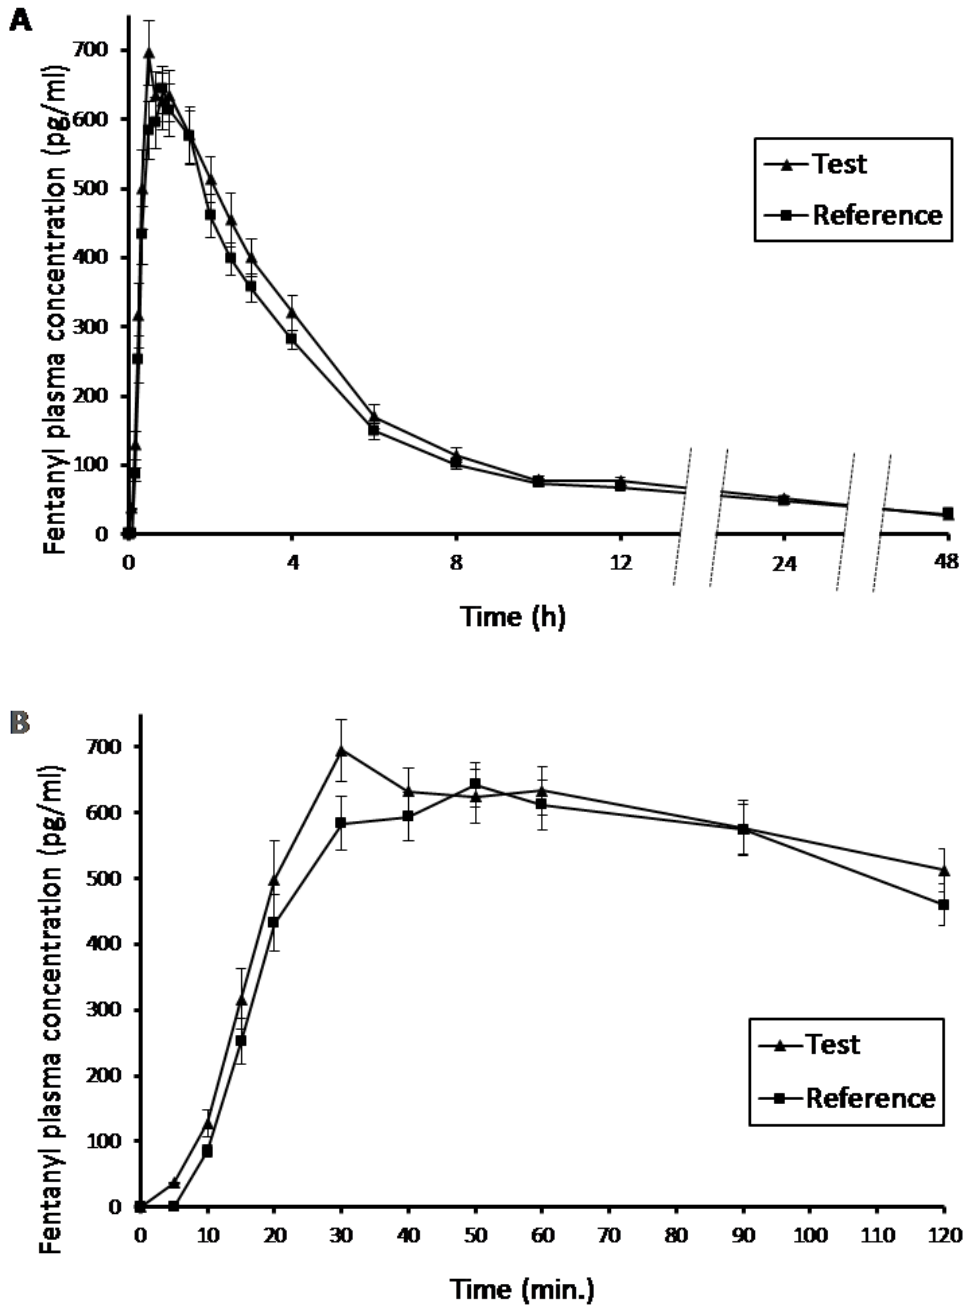 A
Fentanyl plasma concentration (pg/ml)
700
600
500
400
300
200
100
0
0 4 8 12 24 48
Time (h)
Test
Reference
B
Fentanyl plasma concentration (pg/ml)
700
600
500
400
300
200
100
0
0 10 20 30 40 50 60 70 80 90 100 110 120
Time (min.)
Test
Reference